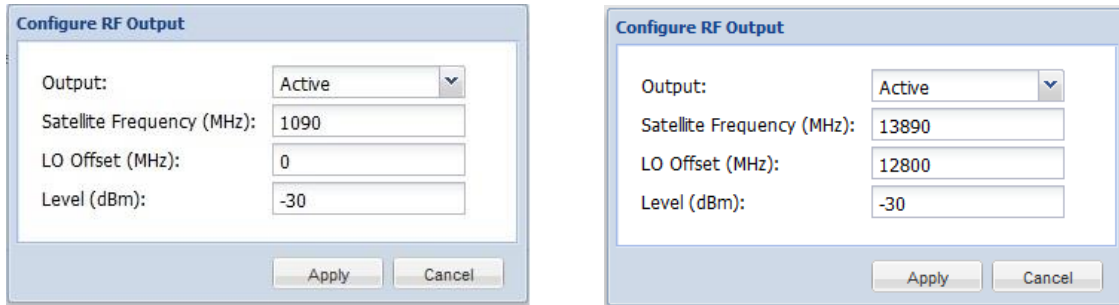 Configure RF Output
Output: Active
Satellite Frequency (MHz): 1090
LO Offset (MHz): 0
Level (dBm): -30
Apply Cancel
Configure RF Output
Output: Active
Satellite Frequency (MHz): 13890
LO Offset (MHz): 12800
Level (dBm): -30
Apply Cancel